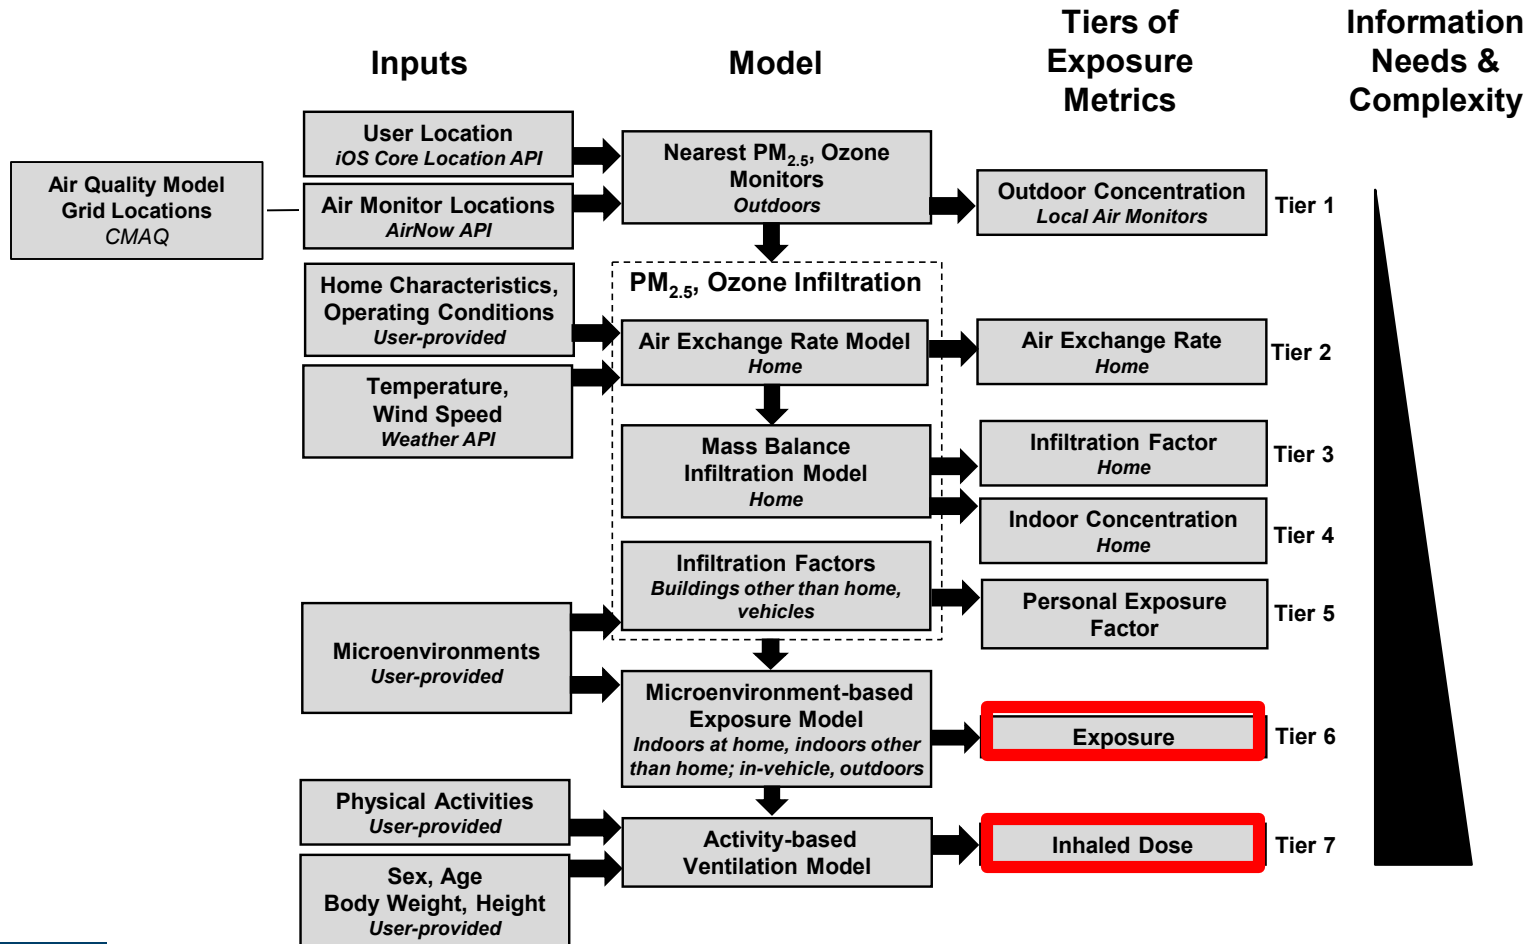 Inputs
Model
Tiers of
Exposure
Metrics
Information
Needs &
Complexity
Air Quality Model
Grid Locations
CMAQ
User Location
iOS Core Location API
Air Monitor Locations
AirNow API
Nearest PM2.5, Ozone
Monitors
Outdoors
Outdoor Concentration
Local Air Monitors
Tier 1
Home Characteristics,
Operating Conditions
User-provided
Temperature,
Wind Speed
Weather API
PM2.5, Ozone Infiltration
Air Exchange Rate Model
Home
Air Exchange Rate
Home
Tier 2
Mass Balance
Infiltration Model
Home
Infiltration Factor
Home
Tier 3
Indoor Concentration
Home
Tier 4
Infiltration Factors
Buildings other than home,
vehicles
Personal Exposure
Factor
Tier 5
Microenvironments
User-provided
Microenvironment-based
Exposure Model
Indoors at home, indoors other
than home; in-vehicle, outdoors
Exposure
Tier 6
Physical Activities
User-provided
Sex, Age
Body Weight, Height
User-provided
Activity-based
Ventilation Model
Inhaled Dose
Tier 7